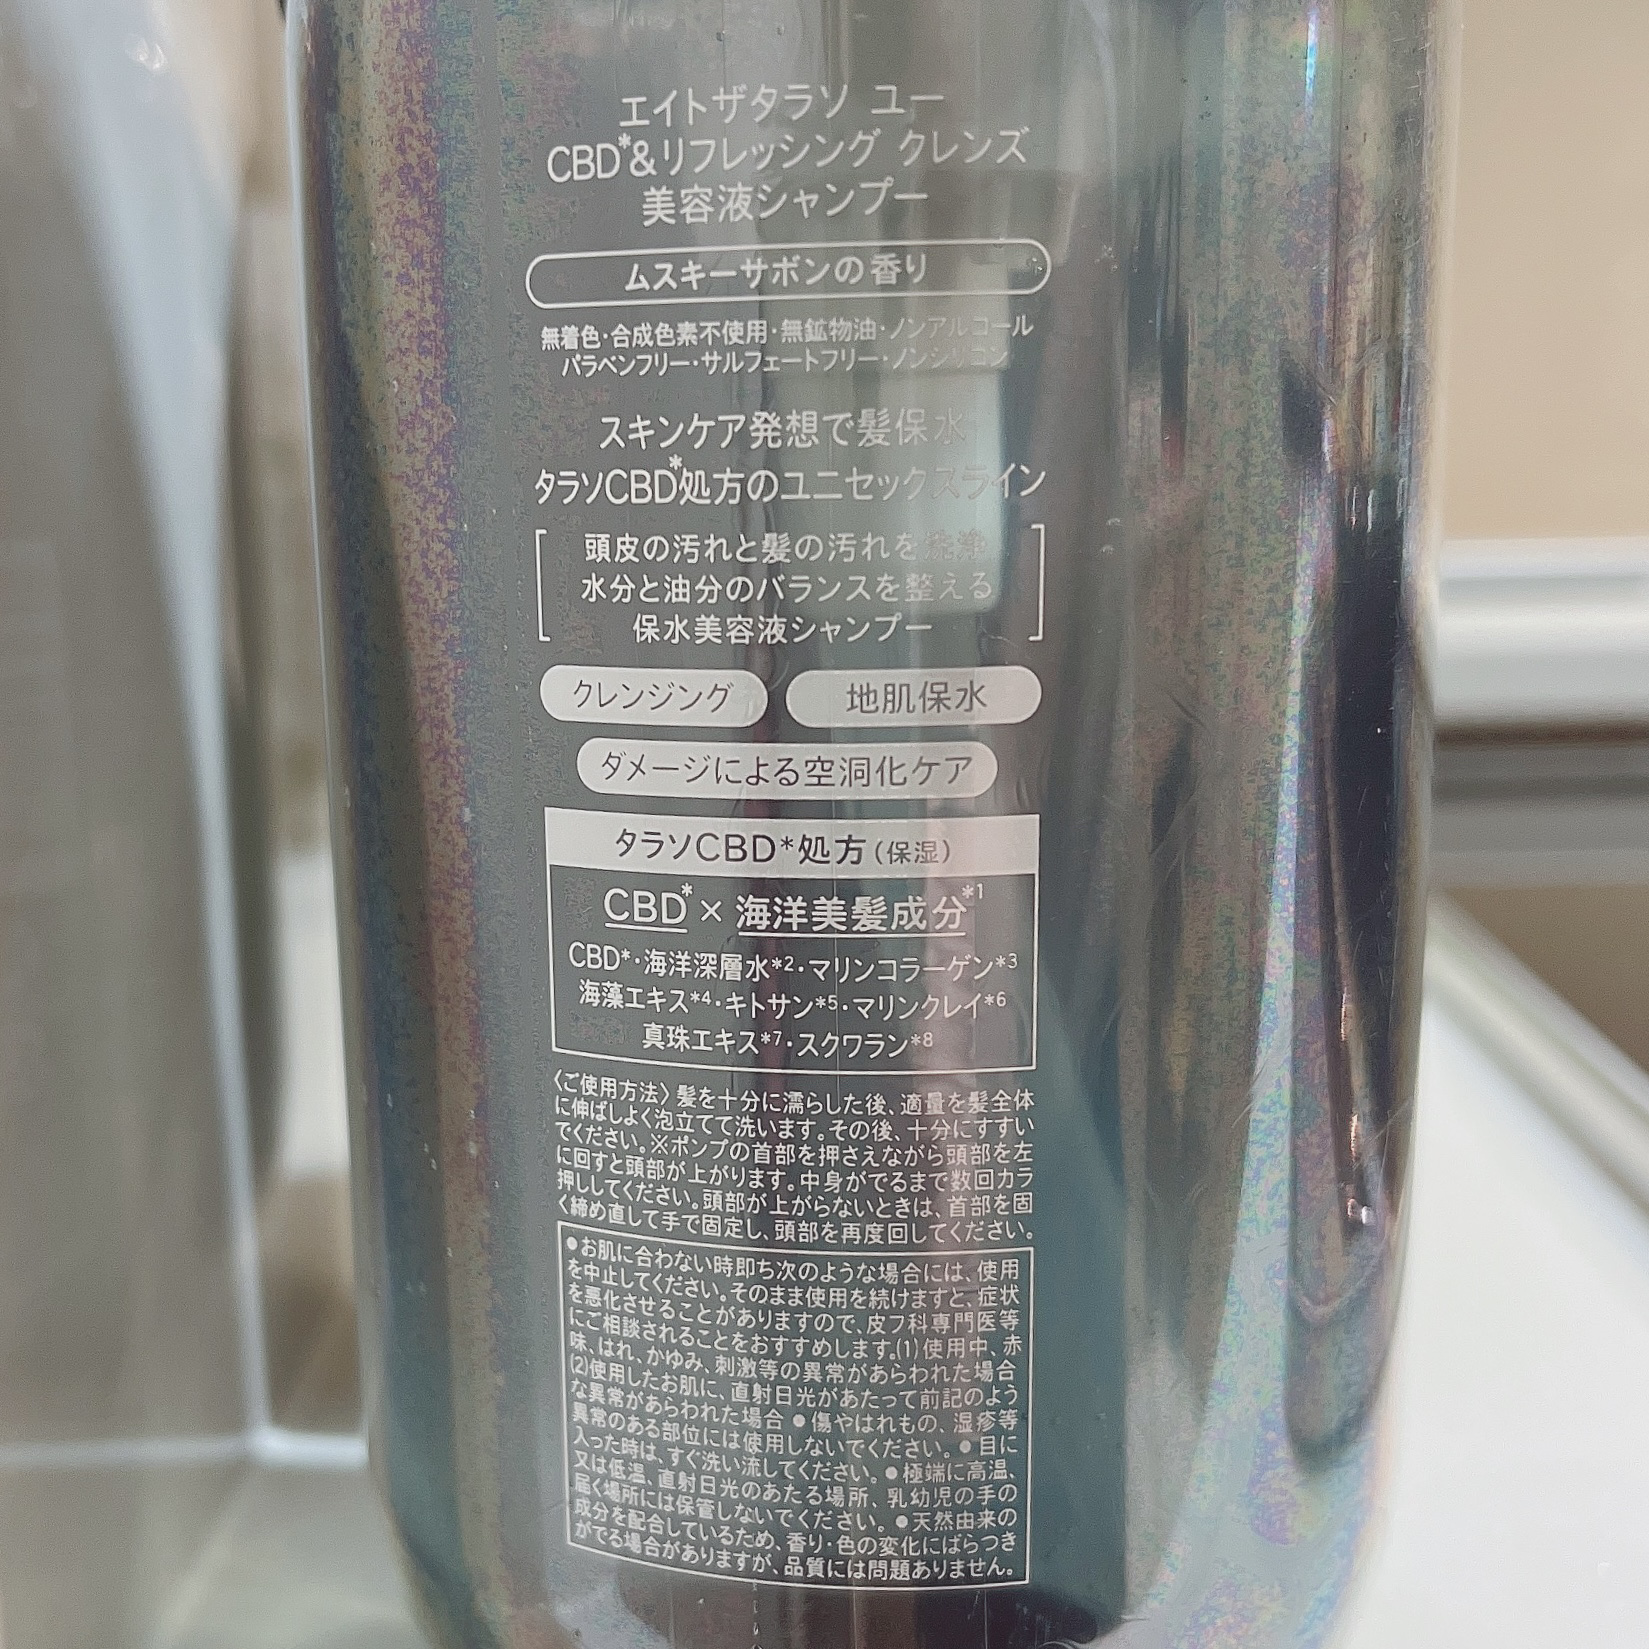 エイトザタラソ ユー
CBD*&リフレッシング クレンズ
美容液シャンプー
ムスキーサボンの香り
無着色・合成色素不使用・無鉱物油・ノンアルコール
パラベンフリー・サルフェートフリー・ノンシリコン
スキンケア発想で髪保水
タラソCBD*処方のユニセックスライン
頭皮の汚れと髪の汚れを洗浄
水分と油分のバランスを整える
保水美容液シャンプー
クレンジング 地肌保水
ダメージによる空洞化ケア
タラソCBD*処方(保湿)
CBD*×海洋美髪成分*1
CBD*・海洋深層水*2・マリンコラーゲン*3
海藻エキス*4・キトサン*5・マリンクレイ*6
真珠エキス*7・スクワラン*8
〈ご使用方法〉髪を十分に濡らした後、適量を髪全体
に伸ばしよく泡立てて洗います。その後、十分にすすい
でください。※ポンプの首部を押さえながら頭部を左
に回すと頭部が上がります。中身がでるまで数回カラ
押ししてください。頭部が上がらないときは、首部を固
く締め直して手で固定し、頭部を再度回してください。
●お肌に合わない時即ち次のような場合には、使用
を中止してください。そのまま使用を続けますと、症状
を悪化させることがありますので、皮フ科専門医等
にご相談されることをおすすめします。(1)使用中、赤
味、はれ、かゆみ、刺激等の異常があらわれた場合
(2)使用したお肌に、直射日光があたって前記のよう
な異常があらわれた場合●傷やはれもの、湿疹等
異常のある部位には使用しないでください。●目に
入った時は、すぐ洗い流してください。●極端に高温、
又は低温、直射日光のあたる場所、乳幼児の手の
届く場所には保管しないでください。●天然由来の
成分を配合しているため、香り・色の変化にばらつき
がでる場合がありますが、品質には問題ありません。